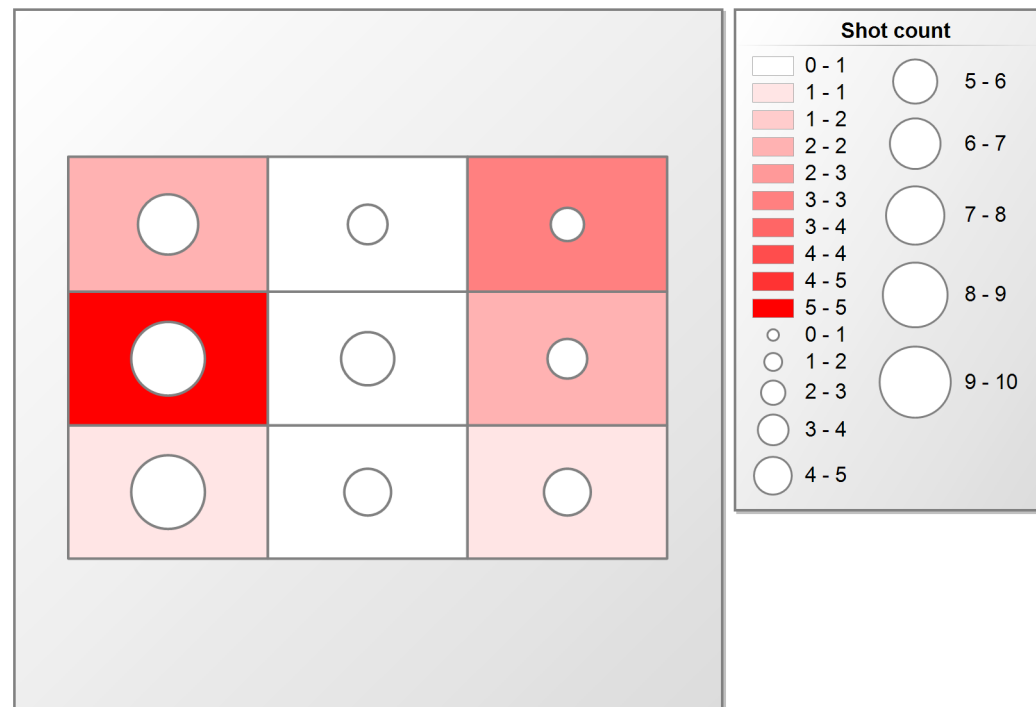 Shot count
0 - 1
1 - 1
1 - 2
2 - 2
2 - 3
3 - 3
3 - 4
4 - 4
4 - 5
5 - 5
0 - 1
1 - 2
2 - 3
3 - 4
4 - 5
5 - 6
6 - 7
7 - 8
8 - 9
9 - 10